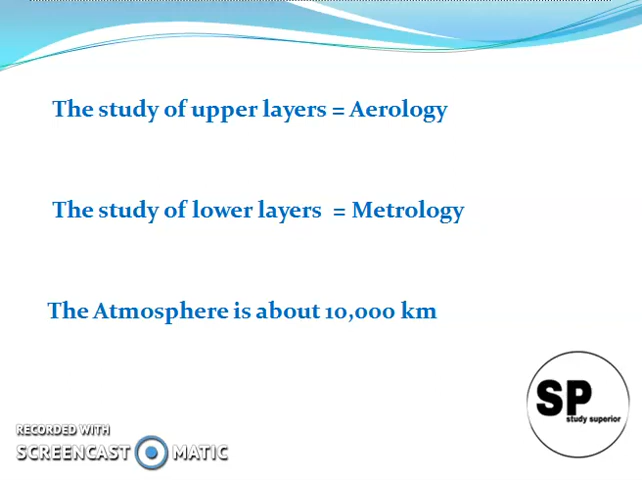 The study of upper layers = Aerology
The study of lower layers = Metrology
The Atmosphere is about 10,000 km
SP
study superior
RECORDED WITH
SCREENCAST MATIC